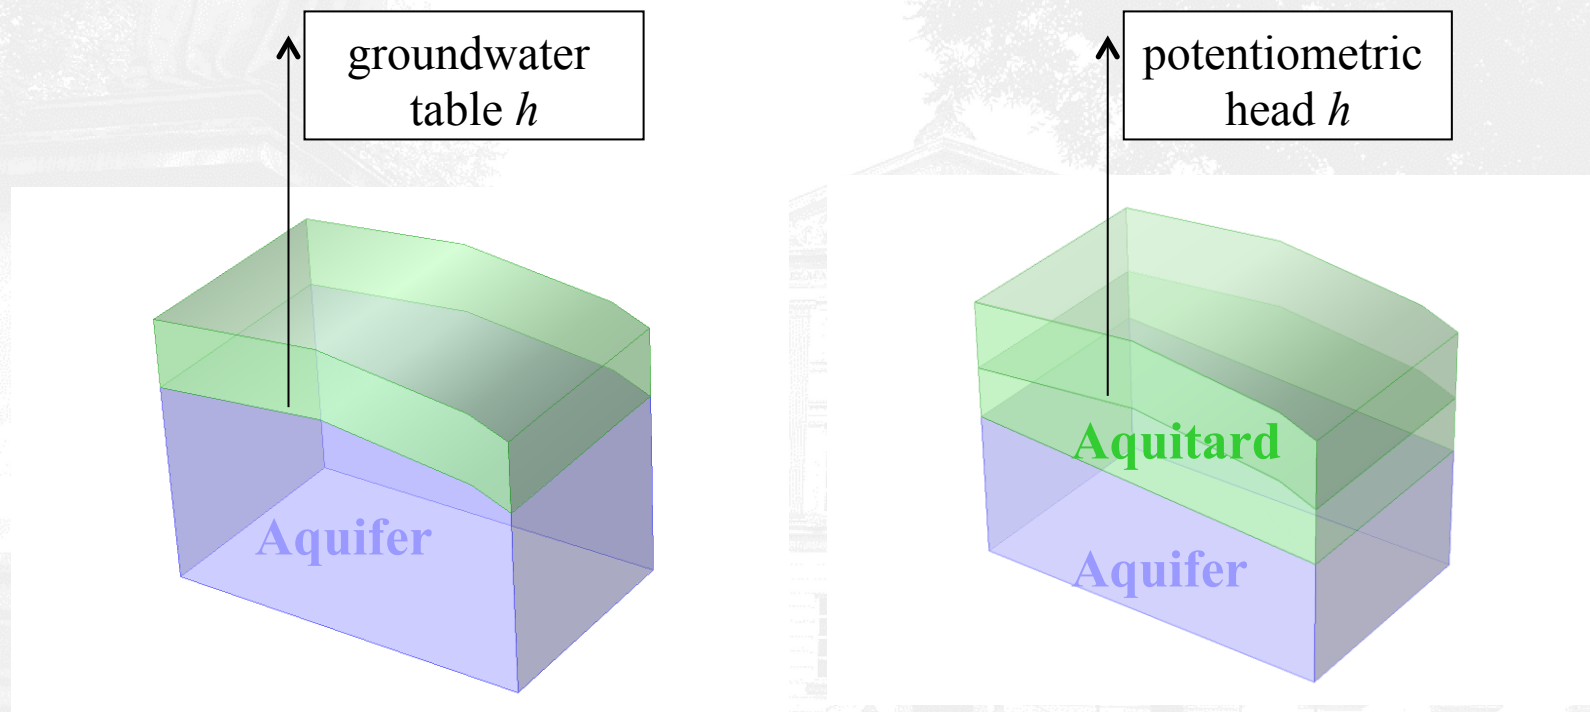 groundwater
table h
potentiometric
head h
Aquifer
Aquitard
Aquifer